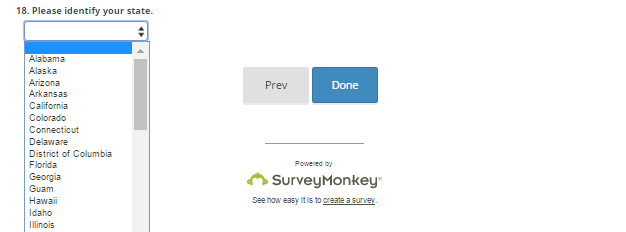 18. Please identify your state.
Alabama
Alaska
Arizona
Arkansas
California
Colorado
Connecticut
Delaware
District of Columbia
Florida
Georgia
Guam
Hawaii
Idaho
Illinois
Prev
Done
Powered by
SurveyMonkey®
See how easy it is to create a survey.